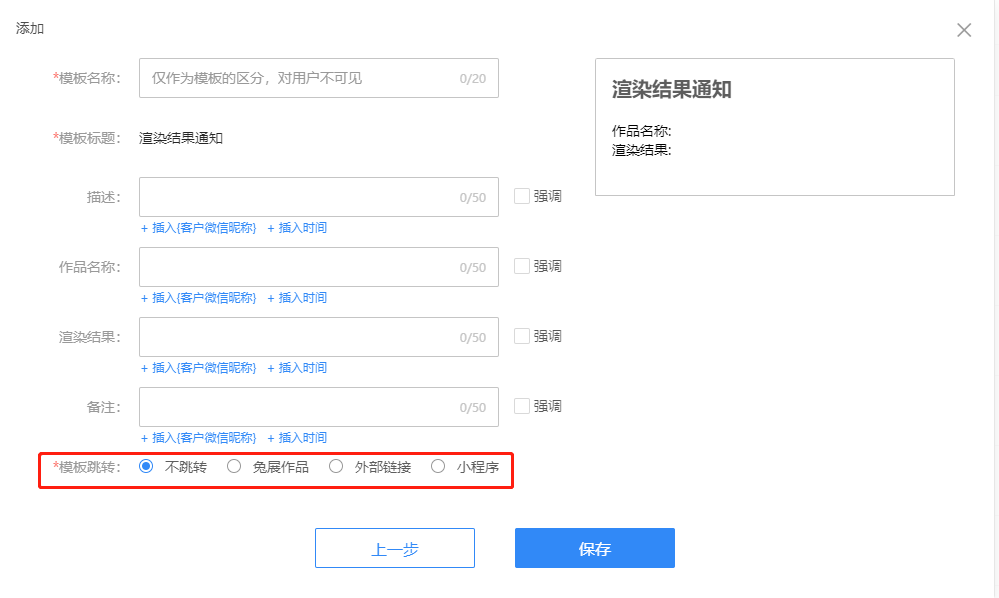 添加
*模板名称： 仅作为模板的区分，对用户不可见 0/20
*模板标题： 渲染结果通知
描述： 0/50 强调
+ 插入{客户微信昵称} + 插入时间
作品名称： 0/50 强调
+ 插入{客户微信昵称} + 插入时间
渲染结果： 0/50 强调
+ 插入{客户微信昵称} + 插入时间
备注： 0/50 强调
+ 插入{客户微信昵称} + 插入时间
*模板跳转： 不跳转 兔展作品 外部链接 小程序
上一步 保存
渲染结果通知
作品名称:
渲染结果: